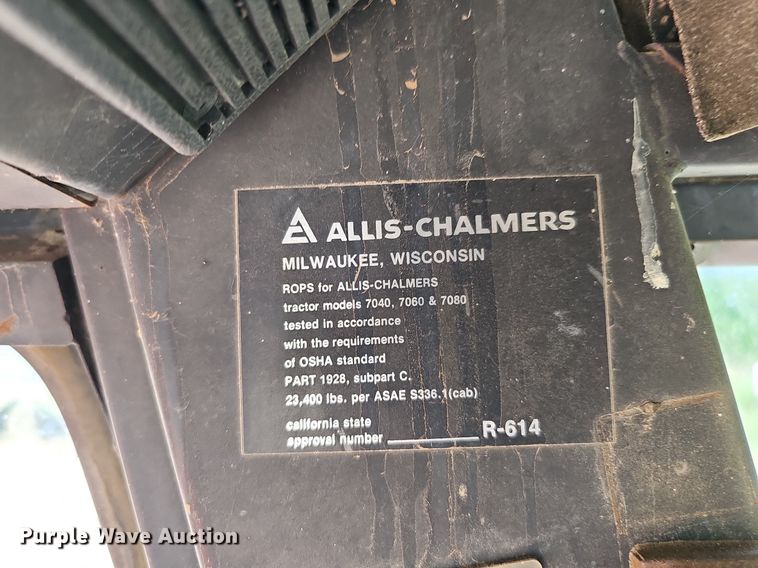 ALLIS-CHALMERS
MILWAUKEE, WISCONSIN
ROPS for ALLIS-CHALMERS
tractor models 7040, 7060 & 7080
tested in accordance
with the requirements
of OSHA standard
PART 1928, subpart C.
23,400 lbs. per ASAE S336.1(cab)
california state
approval number R-614
Purple Wave Auction